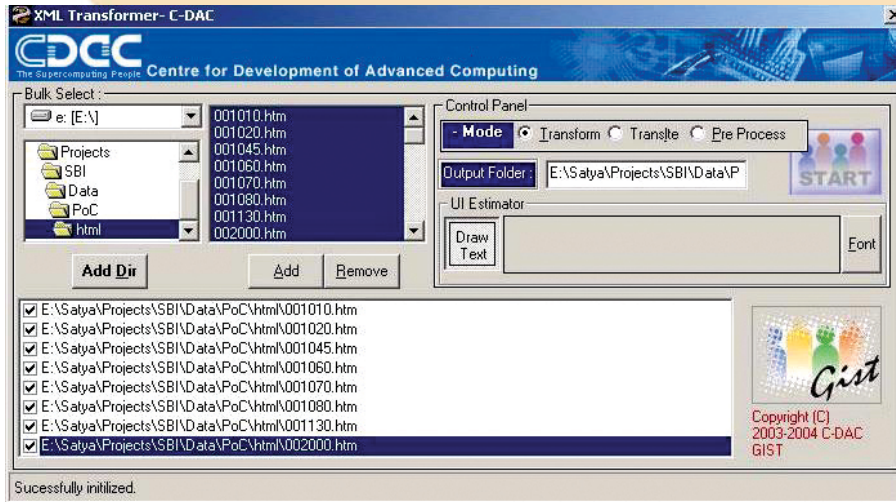 XML Transformer- C-DAC
CDAC
The Supercomputing People
Centre for Development of Advanced Computing
Bulk Select :
e: [E:\]
Projects
SBI
Data
PoC
html
001010.htm
001020.htm
001045.htm
001060.htm
001070.htm
001080.htm
001130.htm
002000.htm
Add Dir
Add
Remove
Control Panel
- Mode
Transform
Translte
Pre Process
Output Folder :
E:\Satya\Projects\SBI\Data\P
START
UI Estimator
Draw
Text
Font
E:\Satya\Projects\SBI\Data\PoC\html\001010.htm
E:\Satya\Projects\SBI\Data\PoC\html\001020.htm
E:\Satya\Projects\SBI\Data\PoC\html\001045.htm
E:\Satya\Projects\SBI\Data\PoC\html\001060.htm
E:\Satya\Projects\SBI\Data\PoC\html\001070.htm
E:\Satya\Projects\SBI\Data\PoC\html\001080.htm
E:\Satya\Projects\SBI\Data\PoC\html\001130.htm
E:\Satya\Projects\SBI\Data\PoC\html\002000.htm
Gist
Copyright (C)
2003-2004 C-DAC
GIST
Sucessfully initilized.